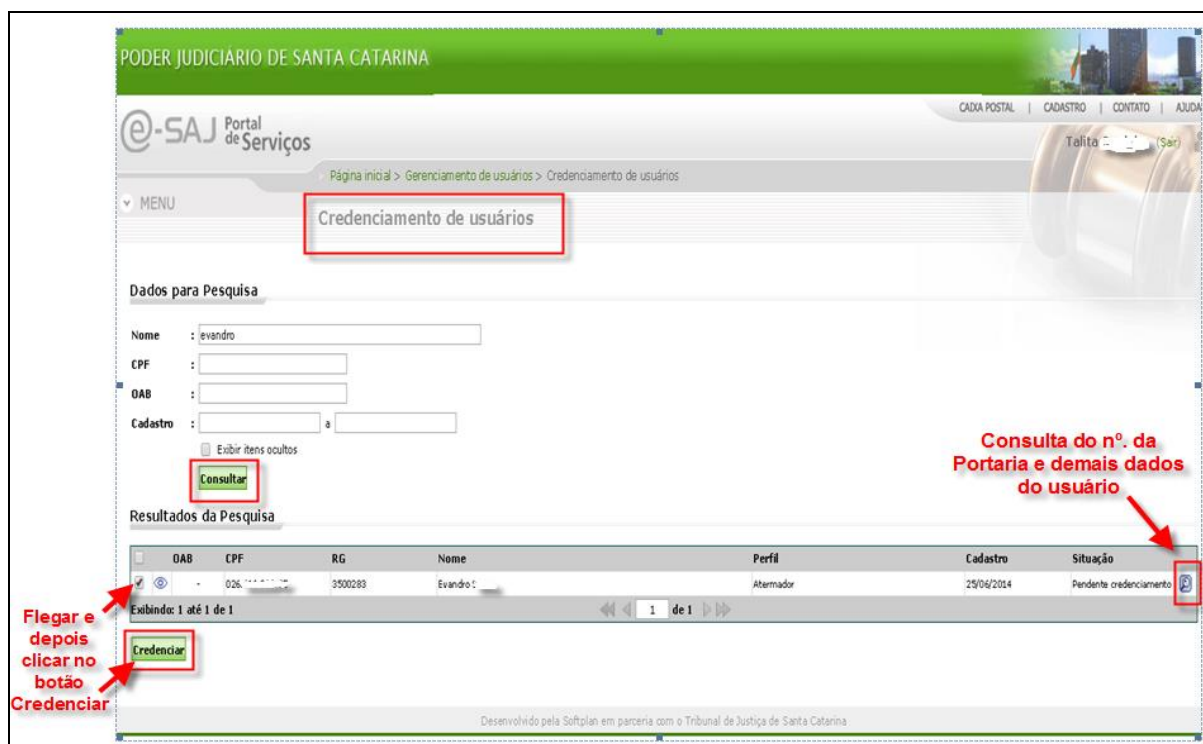 PODER JUDICIÁRIO DE SANTA CATARINA
CAIXA POSTAL | CADASTRO | CONTATO | AJUDA
e-SAJ Portal de Serviços
Talita (Sair)
Página inicial > Gerenciamento de usuários > Credenciamento de usuários
MENU
Credenciamento de usuários
Dados para Pesquisa
Nome : evandro
CPF :
OAB :
Cadastro : a
Exibir itens ocultos
Consultar
Consulta do nº. da
Portaria e demais dados
do usuário
Resultados da Pesquisa
OAB CPF RG Nome Perfil Cadastro Situação
- 026. 3500283 Evandro Atermador 25/06/2014 Pendente credenciamento
Exibindo: 1 até 1 de 1 1 de 1
Flegar e
depois
clicar no
botão
Credenciar
Credenciar
Desenvolvido pela Softplan em parceria com o Tribunal de Justiça de Santa Catarina